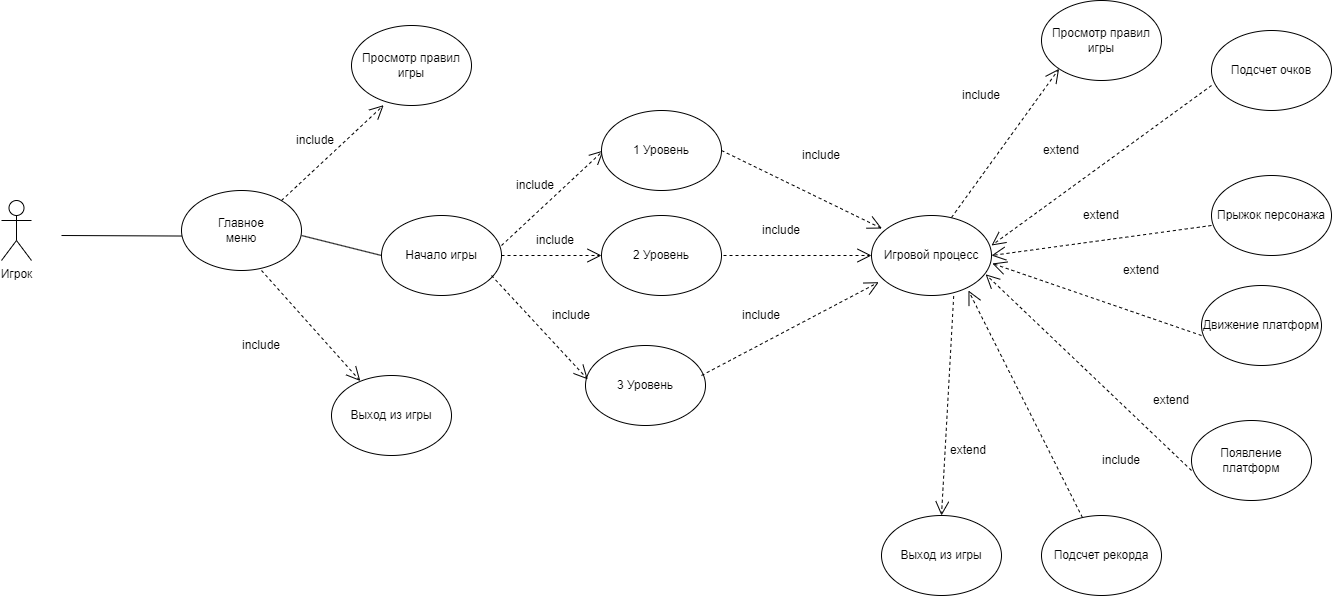 Просмотр правил
игры
Просмотр правил
игры
Подсчет очков
include
include
1 Уровень
include
extend
include
Игрок
Главное
меню
Начало игры
include
2 Уровень
include
Игровой процесс
extend
Прыжок персонажа
extend
Движение платформ
include
include
include
3 Уровень
extend
Выход из игры
extend
include
Появление
платформ
Выход из игры
Подсчет рекорда